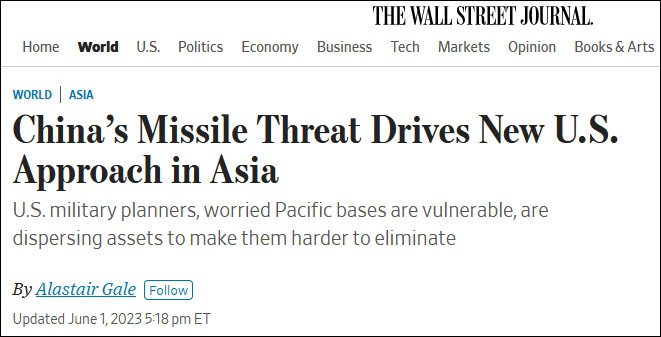 THE WALL STREET JOURNAL.
Home World U.S. Politics Economy Business Tech Markets Opinion Books & Arts
WORLD | ASIA
China’s Missile Threat Drives New U.S.
Approach in Asia
U.S. military planners, worried Pacific bases are vulnerable, are
dispersing assets to make them harder to eliminate
By Alastair Gale Follow
Updated June 1, 2023 5:18 pm ET